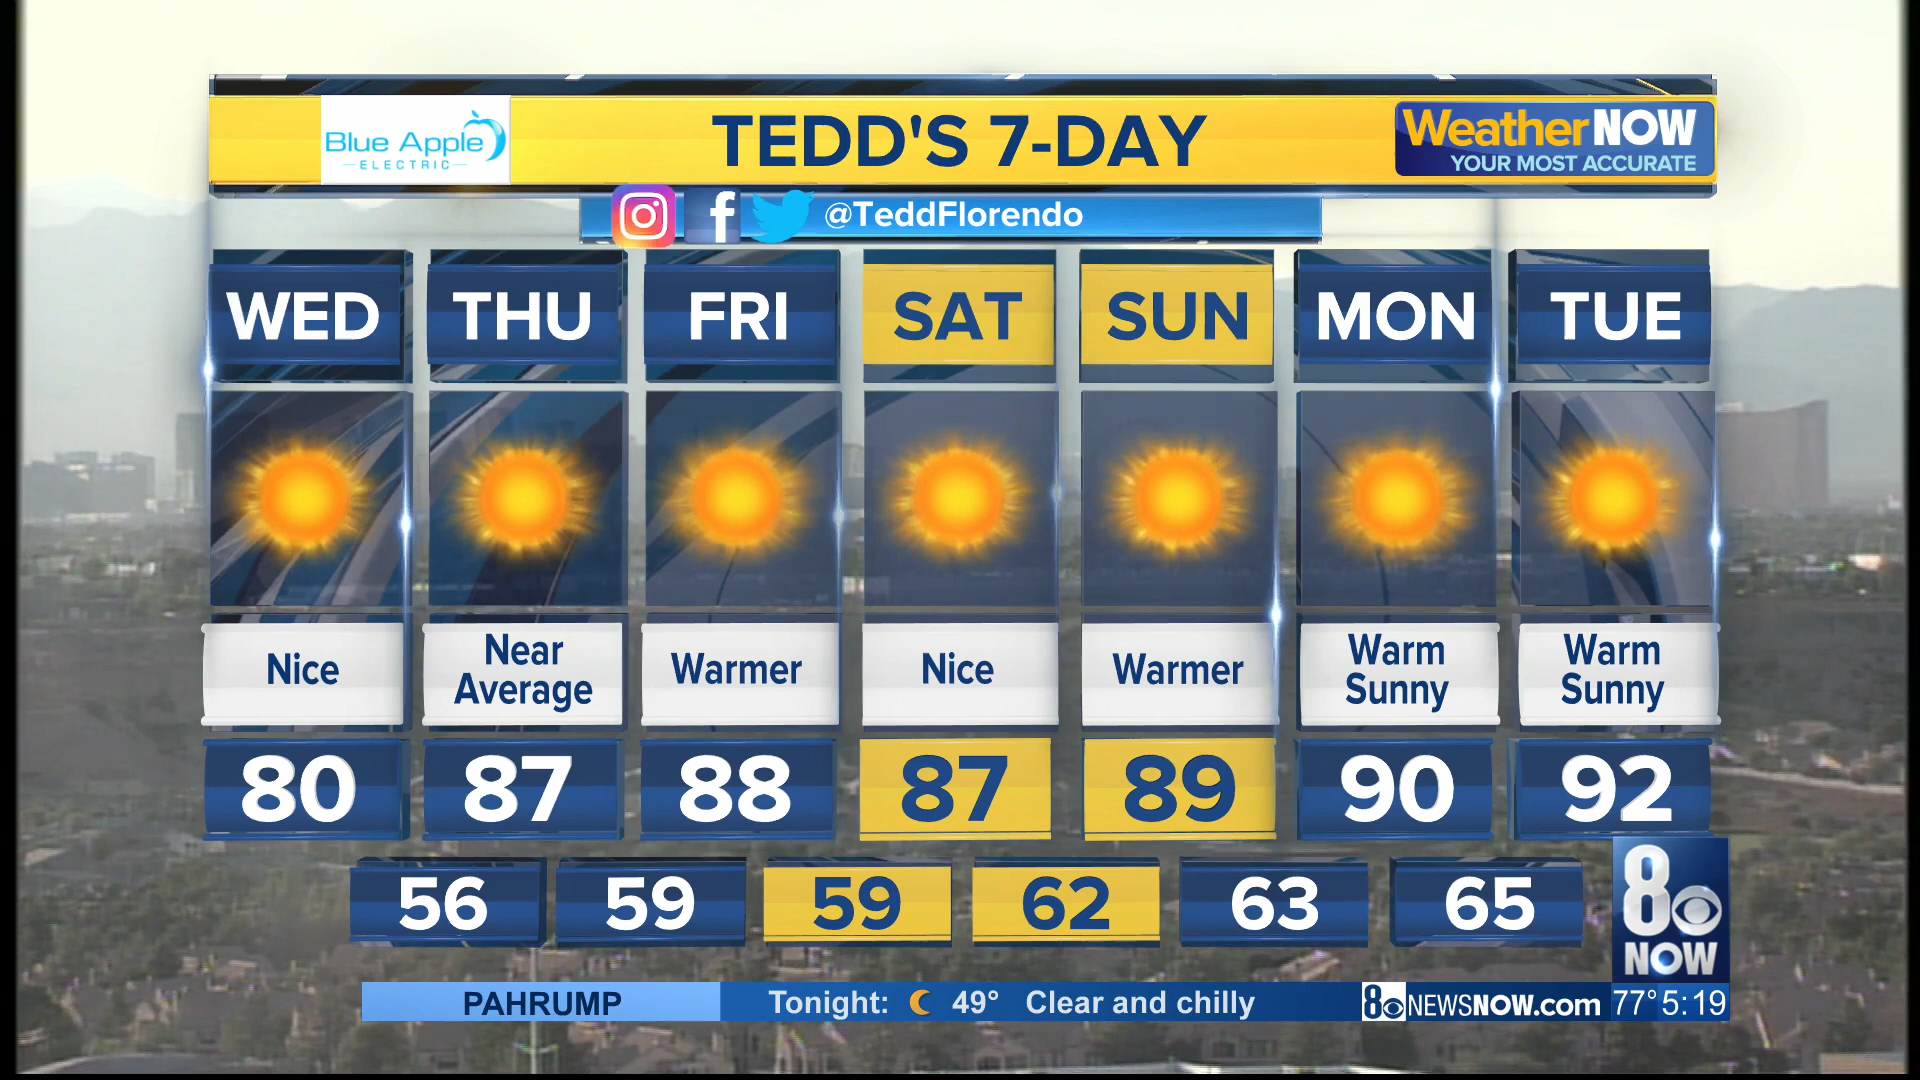 Blue Apple
ELECTRIC
TEDD'S 7-DAY
WeatherNOW
YOUR MOST ACCURATE
@TeddFlorendo
WED THU FRI SAT SUN MON TUE
Nice
Near
Average
Warmer
Nice
Warmer
Warm
Sunny
Warm
Sunny
80 87 88 87 89 90 92
56 59 59 62 63 65
8
NOW
PAHRUMP
Tonight: 49° Clear and chilly
8NEWSNOW.com
77° 5:19